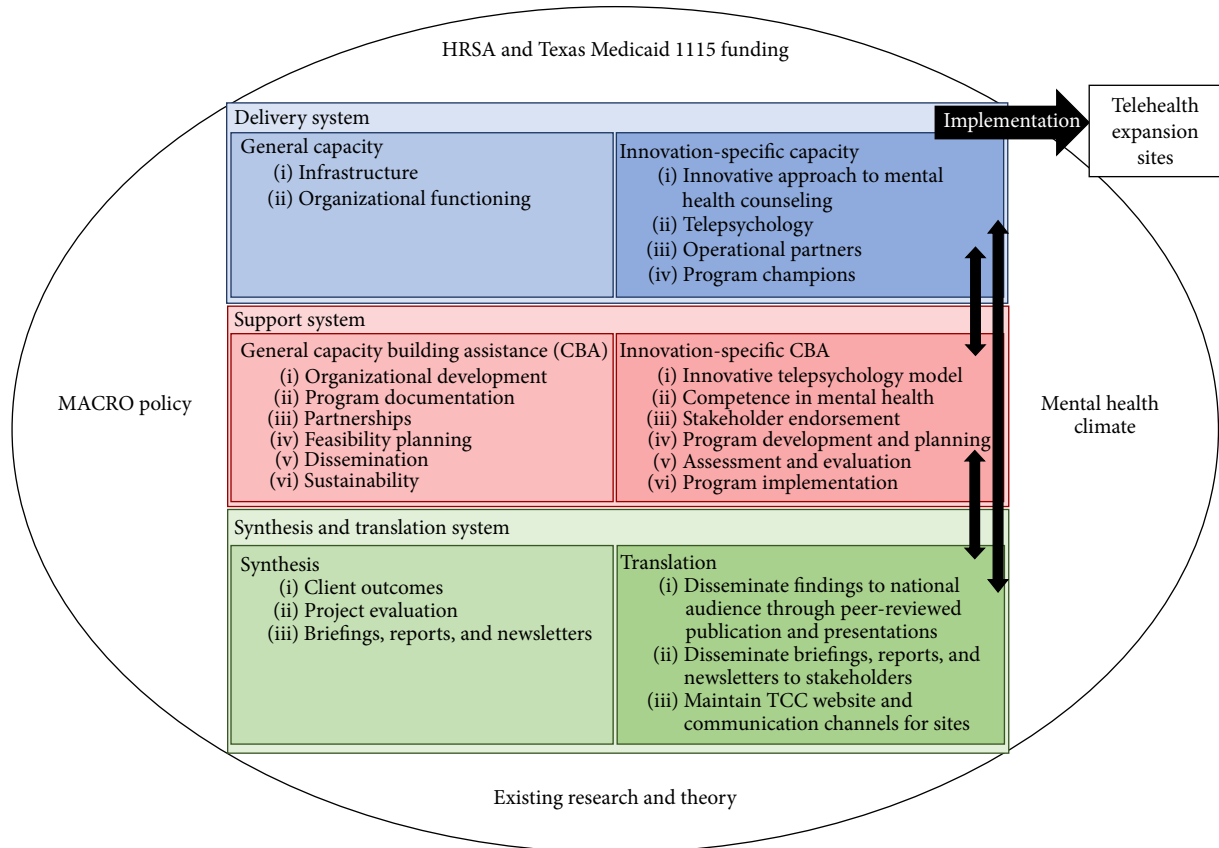 HRSA and Texas Medicaid 1115 funding
Delivery system
General capacity
(i) Infrastructure
(ii) Organizational functioning
Innovation-specific capacity
(i) Innovative approach to mental
health counseling
(ii) Telepsychology
(iii) Operational partners
(iv) Program champions
Implementation
Telehealth
expansion
sites
MACRO policy
Support system
General capacity building assistance (CBA)
(i) Organizational development
(ii) Program documentation
(iii) Partnerships
(iv) Feasibility planning
(v) Dissemination
(vi) Sustainability
Innovation-specific CBA
(i) Innovative telepsychology model
(ii) Competence in mental health
(iii) Stakeholder endorsement
(iv) Program development and planning
(v) Assessment and evaluation
(vi) Program implementation
Mental health
climate
Synthesis and translation system
Synthesis
(i) Client outcomes
(ii) Project evaluation
(iii) Briefings, reports, and newsletters
Translation
(i) Disseminate findings to national
audience through peer-reviewed
publication and presentations
(ii) Disseminate briefings, reports, and
newsletters to stakeholders
(iii) Maintain TCC website and
communication channels for sites
Existing research and theory